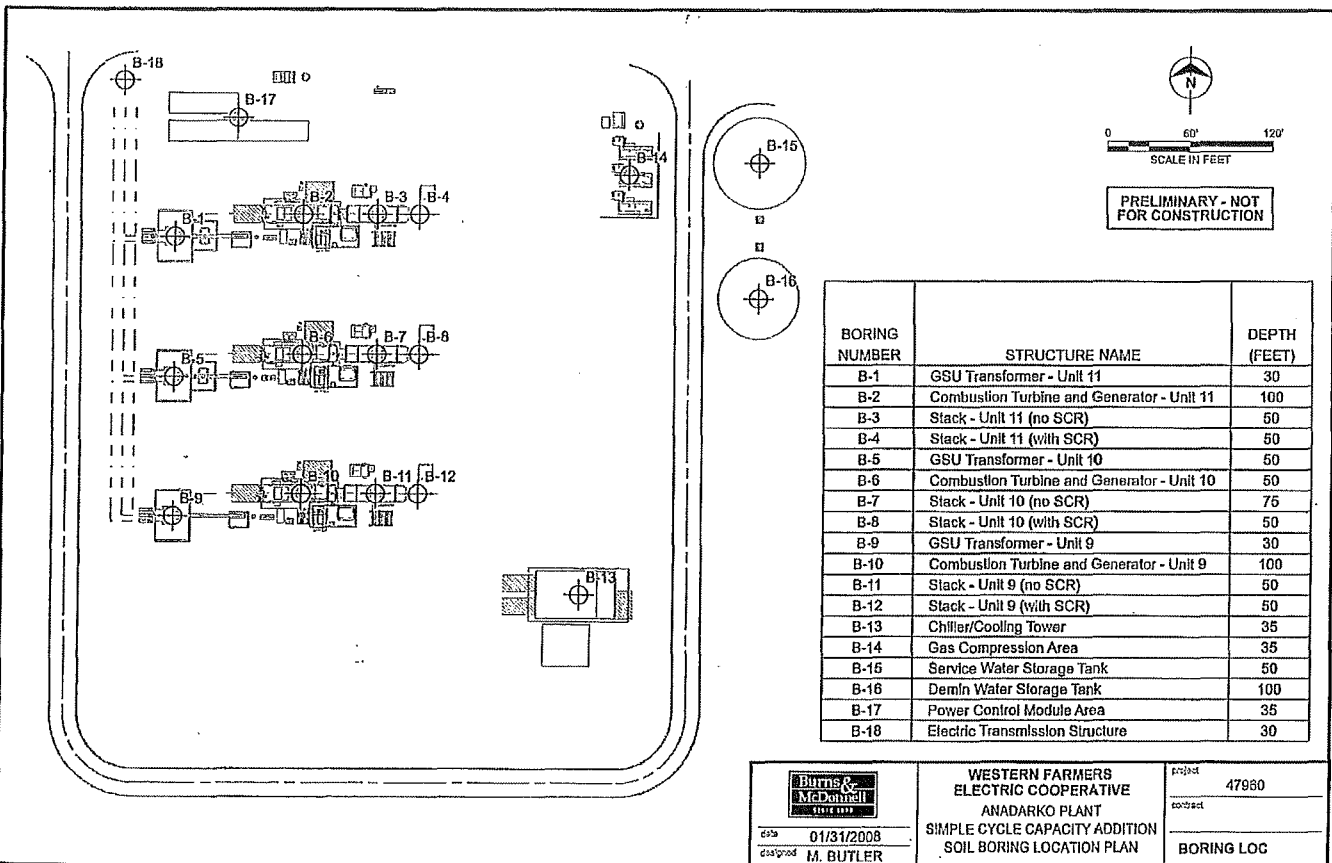 B-18
B-17
B-14
B-15
B-2
B-3
B-4
B-1
B-16
B-6
B-7
B-8
B-5
B-10
B-11
B-12
B-9
B-13
N
0 60' 120'
SCALE IN FEET
PRELIMINARY - NOT
FOR CONSTRUCTION
BORING NUMBER STRUCTURE NAME DEPTH (FEET)
B-1 GSU Transformer - Unit 11 30
B-2 Combustion Turbine and Generator - Unit 11 100
B-3 Stack - Unit 11 (no SCR) 50
B-4 Stack - Unit 11 (with SCR) 50
B-5 GSU Transformer - Unit 10 50
B-6 Combustion Turbine and Generator - Unit 10 50
B-7 Stack - Unit 10 (no SCR) 75
B-8 Stack - Unit 10 (with SCR) 50
B-9 GSU Transformer - Unit 9 30
B-10 Combustion Turbine and Generator - Unit 9 100
B-11 Stack - Unit 9 (no SCR) 50
B-12 Stack - Unit 9 (with SCR) 50
B-13 Chiller/Cooling Tower 35
B-14 Gas Compression Area 35
B-15 Service Water Storage Tank 50
B-16 Demin Water Storage Tank 100
B-17 Power Control Module Area 35
B-18 Electric Transmission Structure 30
Burns &
McDonnell
SINCE 1898
date 01/31/2008
designed M. BUTLER
WESTERN FARMERS
ELECTRIC COOPERATIVE
ANADARKO PLANT
SIMPLE CYCLE CAPACITY ADDITION
SOIL BORING LOCATION PLAN
project
47980
contract
BORING LOC